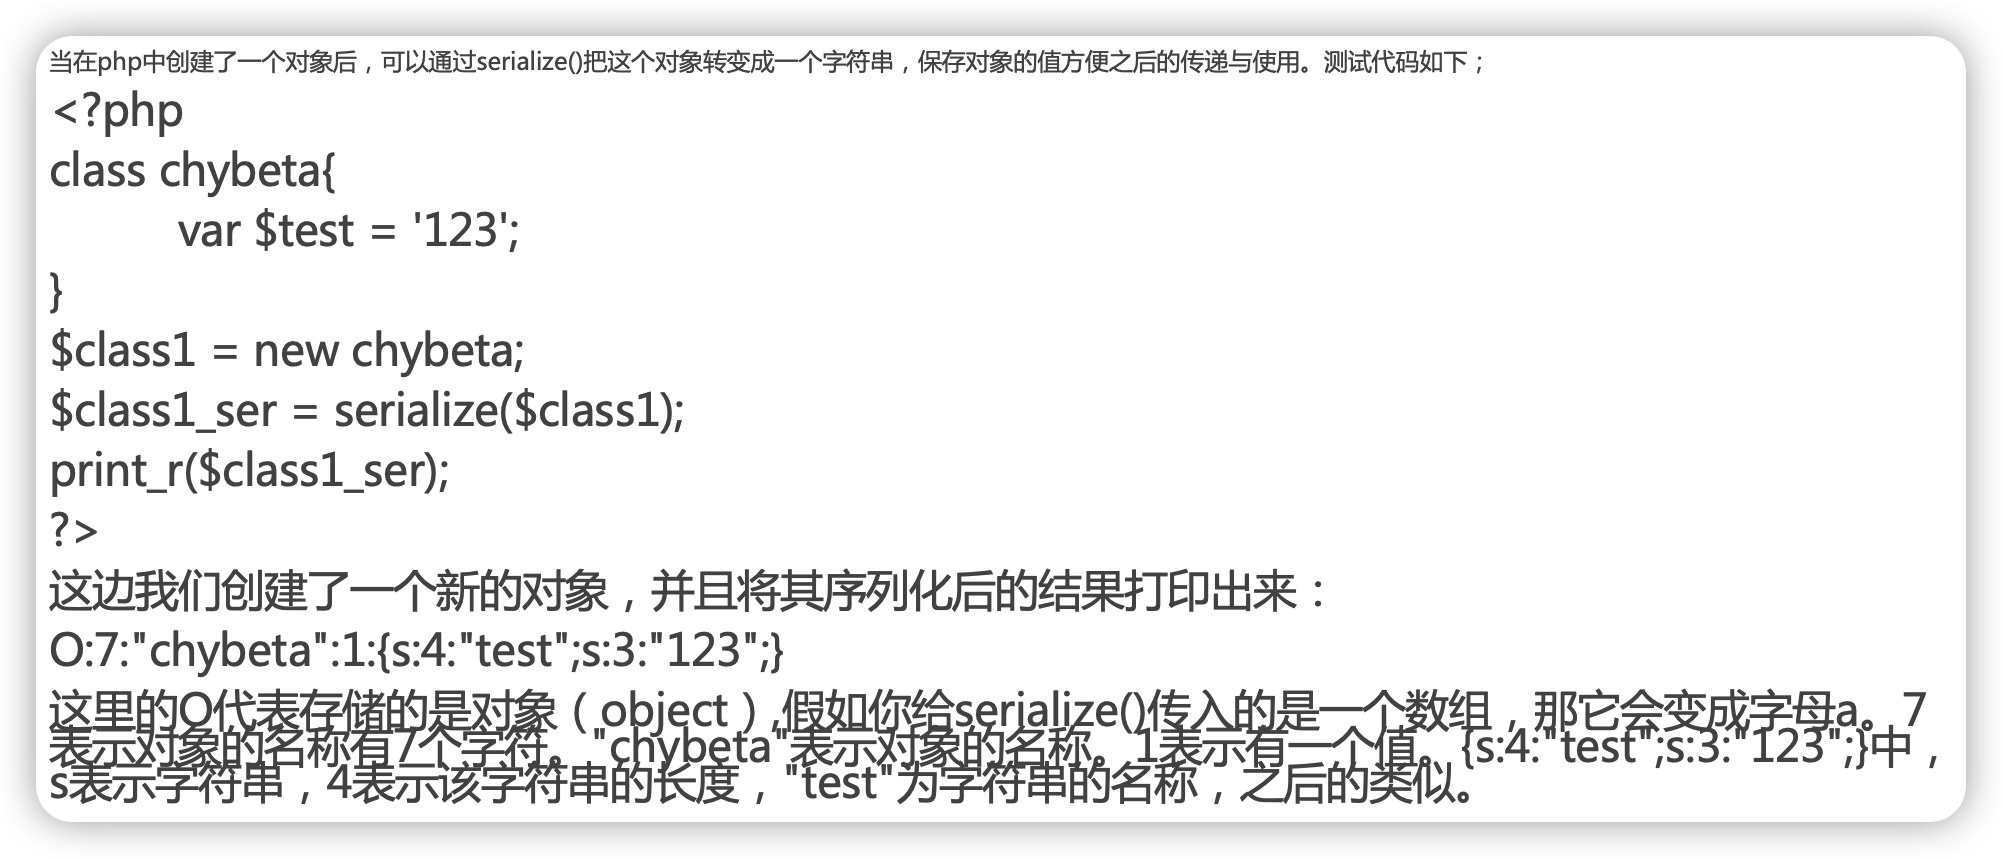 当在php中创建了一个对象后，可以通过serialize()把这个对象转变成一个字符串，保存对象的值方便之后的传递与使用。测试代码如下；
<?php
class chybeta{
var $test = '123';
}
$class1 = new chybeta;
$class1_ser = serialize($class1);
print_r($class1_ser);
?>
这边我们创建了一个新的对象，并且将其序列化后的结果打印出来：
O:7:"chybeta":1:{s:4:"test";s:3:"123";}
这里的O代表存储的是对象（object）,假如你给serialize()传入的是一个数组，那它会变成字母a。7
表示对象的名称有7个字符。"chybeta"表示对象的名称。1表示有一个值。{s:4:"test";s:3:"123";}中，
s表示字符串，4表示该字符串的长度，"test"为字符串的名称，之后的类似。